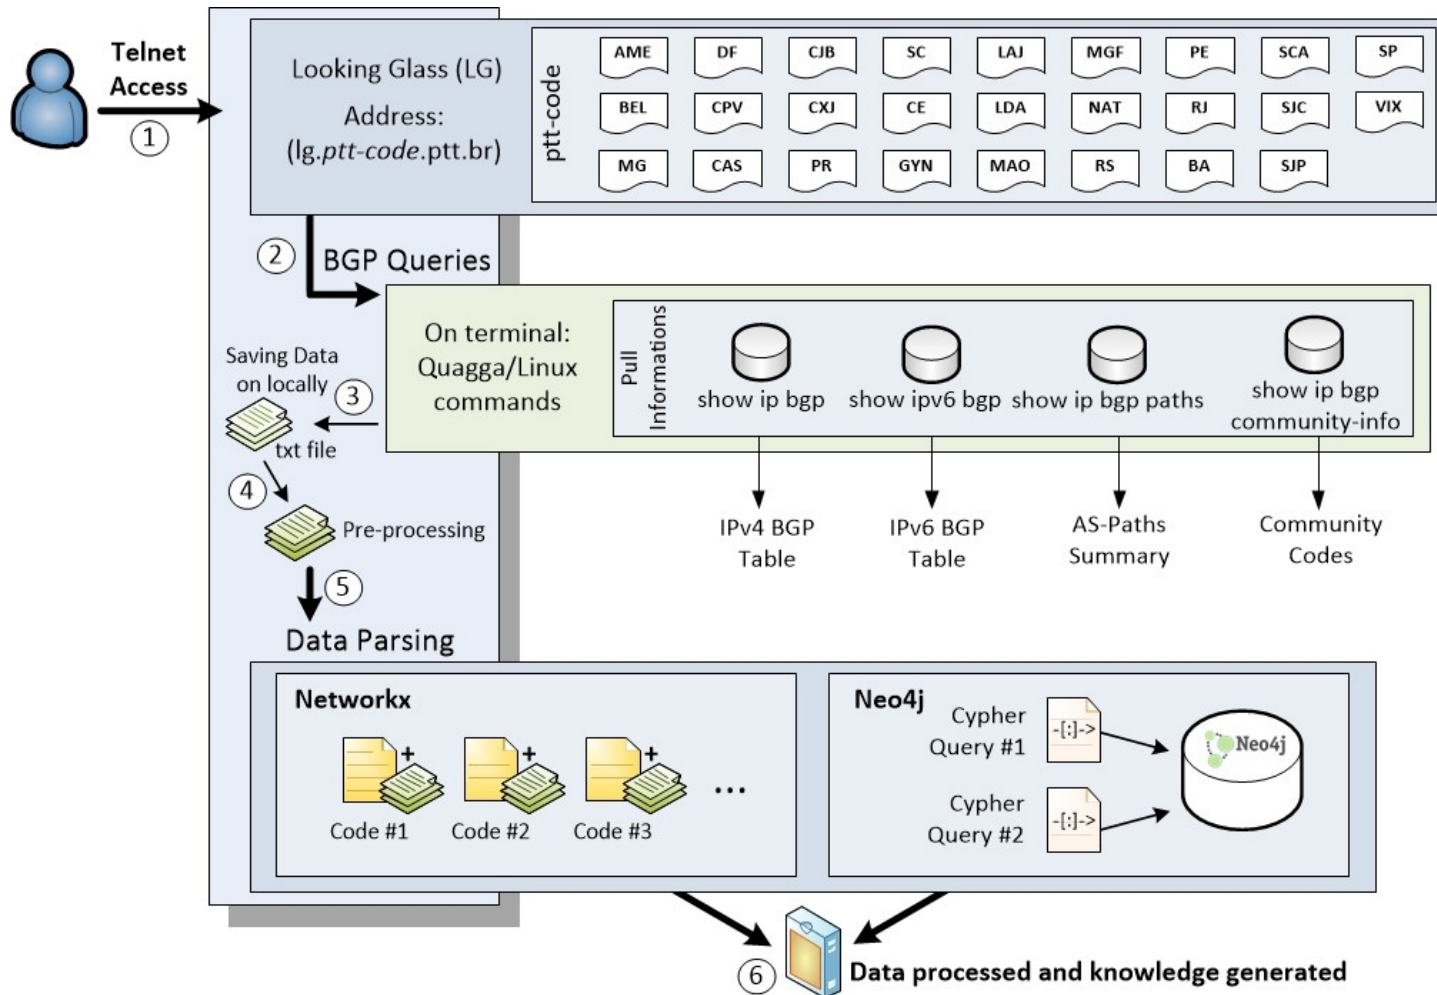 Telnet
Access
1
Looking Glass (LG)
Address:
(lg.ptt-code.ptt.br)
ptt-code
AME DF CJB SC LAJ MGF PE SCA SP
BEL CPV CXJ CE LDA NAT RJ SJC VIX
MG CAS PR GYN MAO RS BA SJP
2
BGP Queries
On terminal:
Quagga/Linux
commands
Pull
Informations
show ip bgp
show ipv6 bgp
show ip bgp paths
show ip bgp
community-info
Saving Data
on locally
3
txt file
4
Pre-processing
IPv4 BGP
Table
IPv6 BGP
Table
AS-Paths
Summary
Community
Codes
5
Data Parsing
Networkx
+
+
+
Code #1
Code #2
Code #3
...
Neo4j
Cypher
Query #1
-[:]->
Cypher
Query #2
-[:]->
Neo4j
6
Data processed and knowledge generated